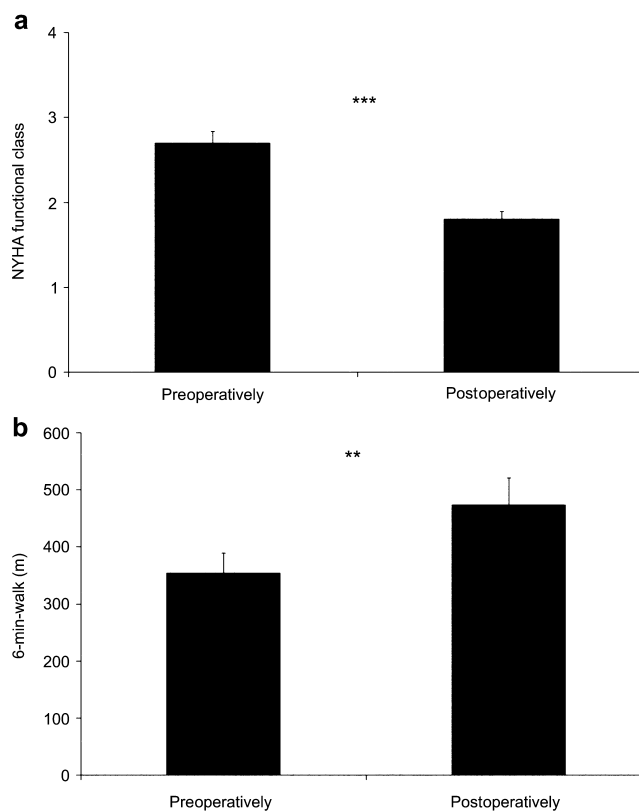 a
4
***
3
2
1
0
NYHA functional class
Preoperatively Postoperatively
b
600
**
500
400
300
200
100
0
6-min-walk (m)
Preoperatively Postoperatively